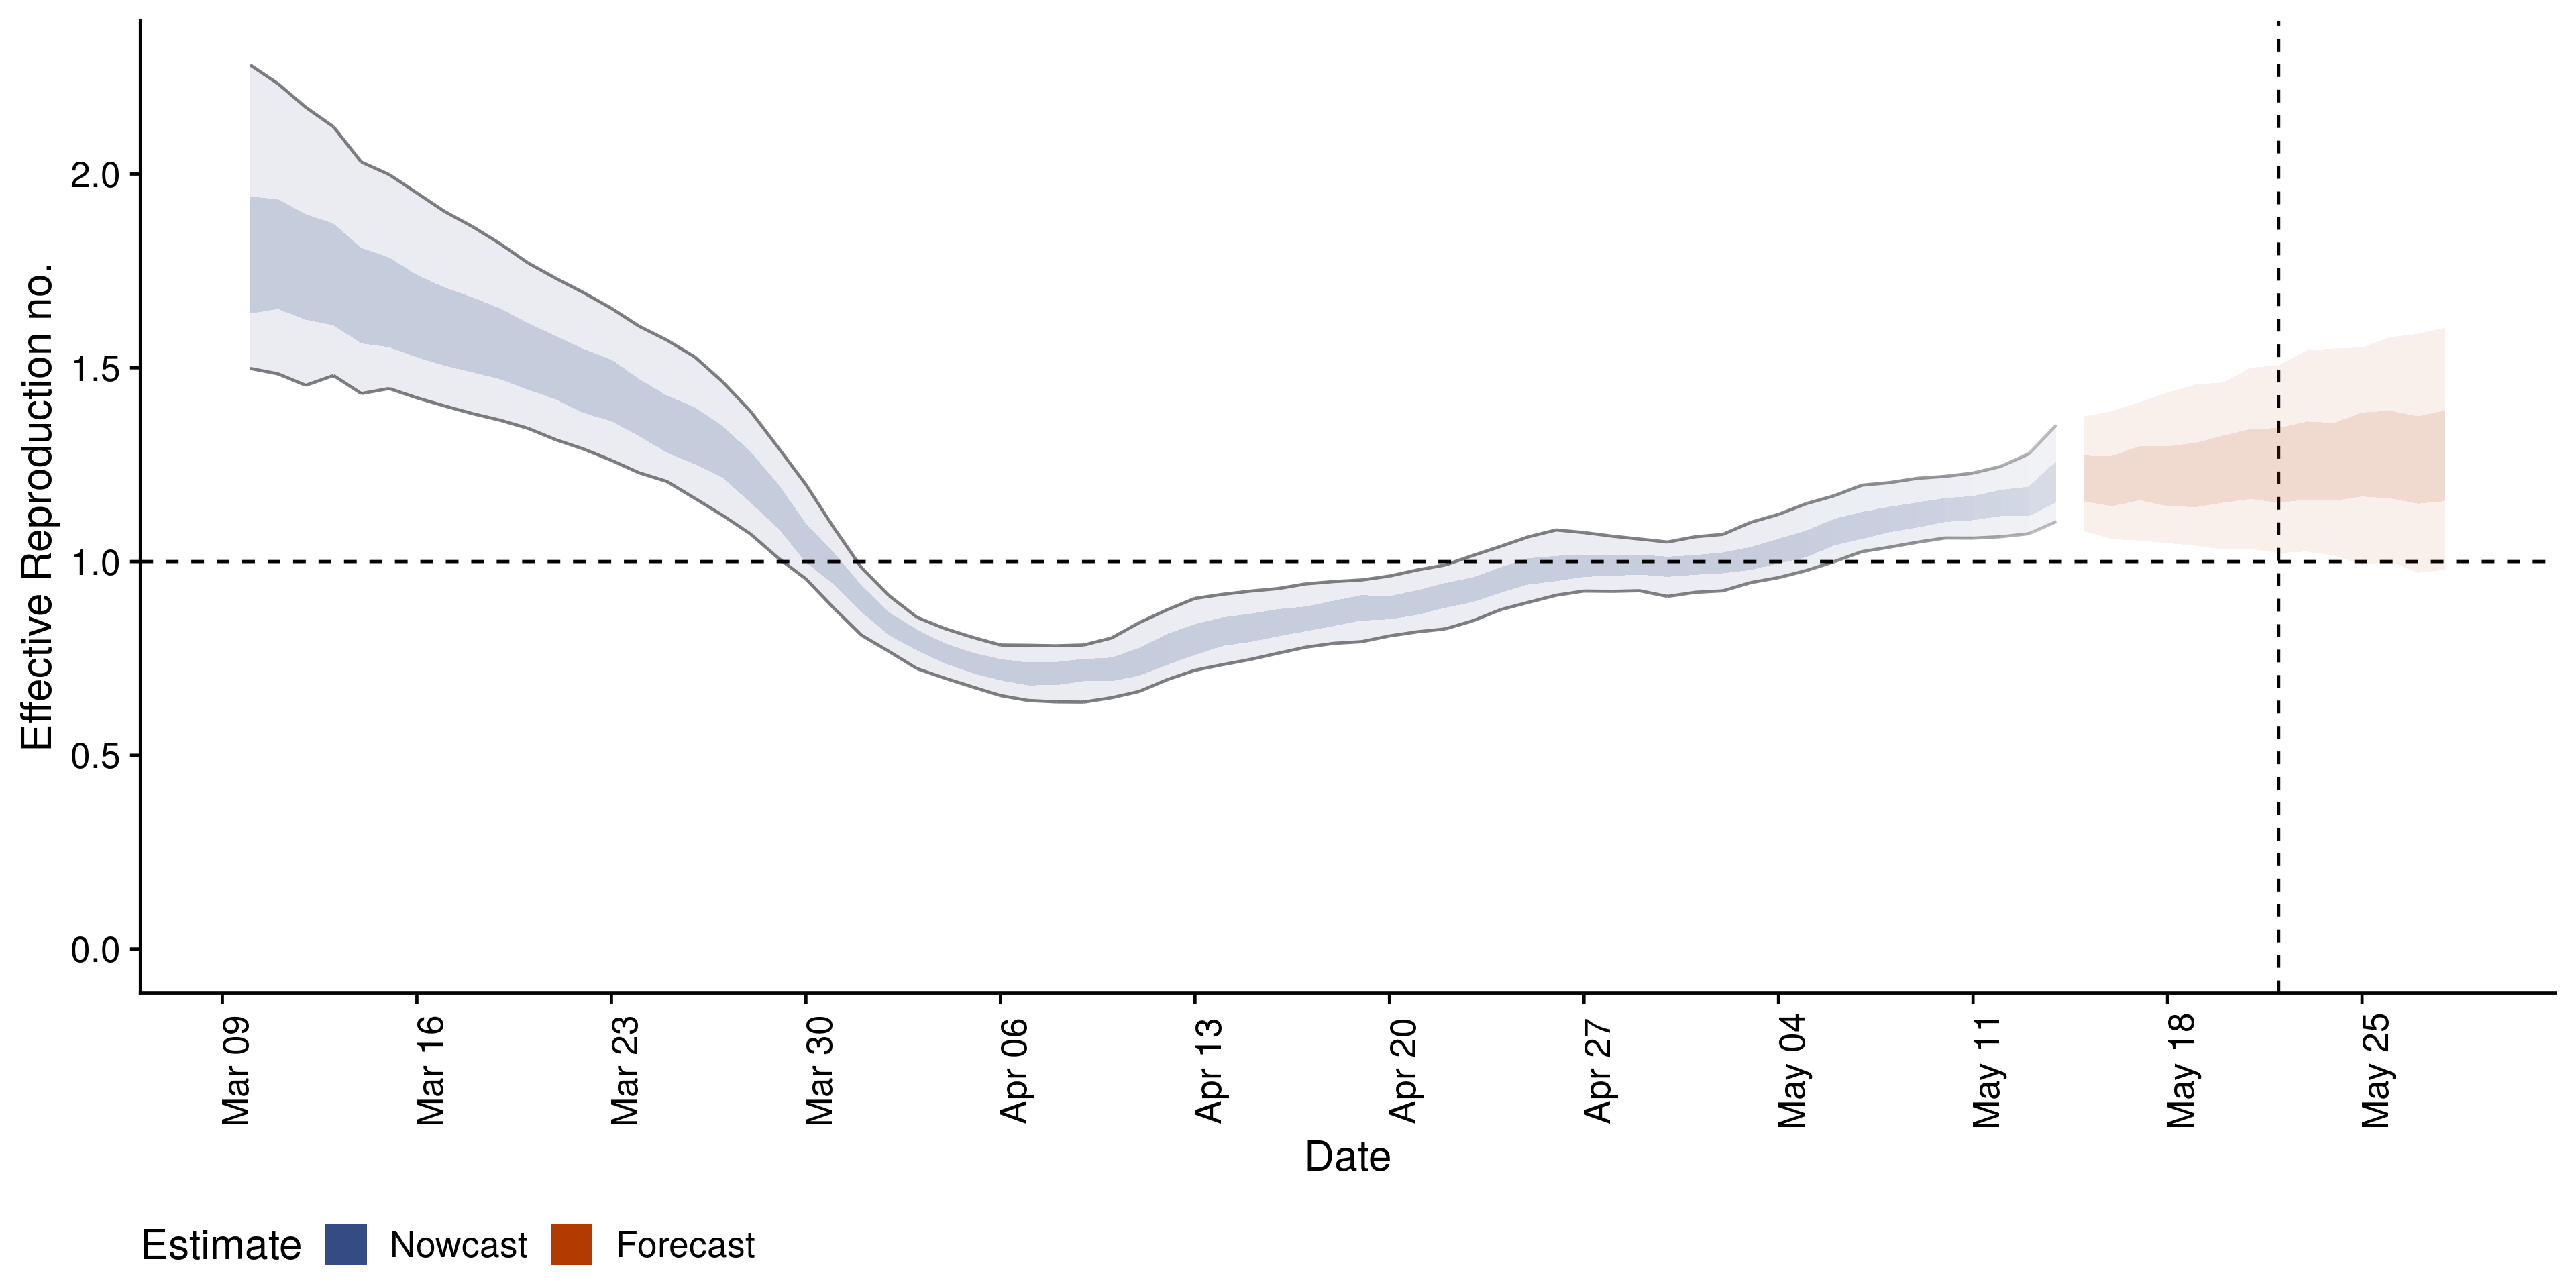 Effective Reproduction no.
2.0
1.5
1.0
0.5
0.0
Mar 09
Mar 16
Mar 23
Mar 30
Apr 06
Apr 13
Apr 20
Apr 27
May 04
May 11
May 18
May 25
Date
Estimate Nowcast Forecast